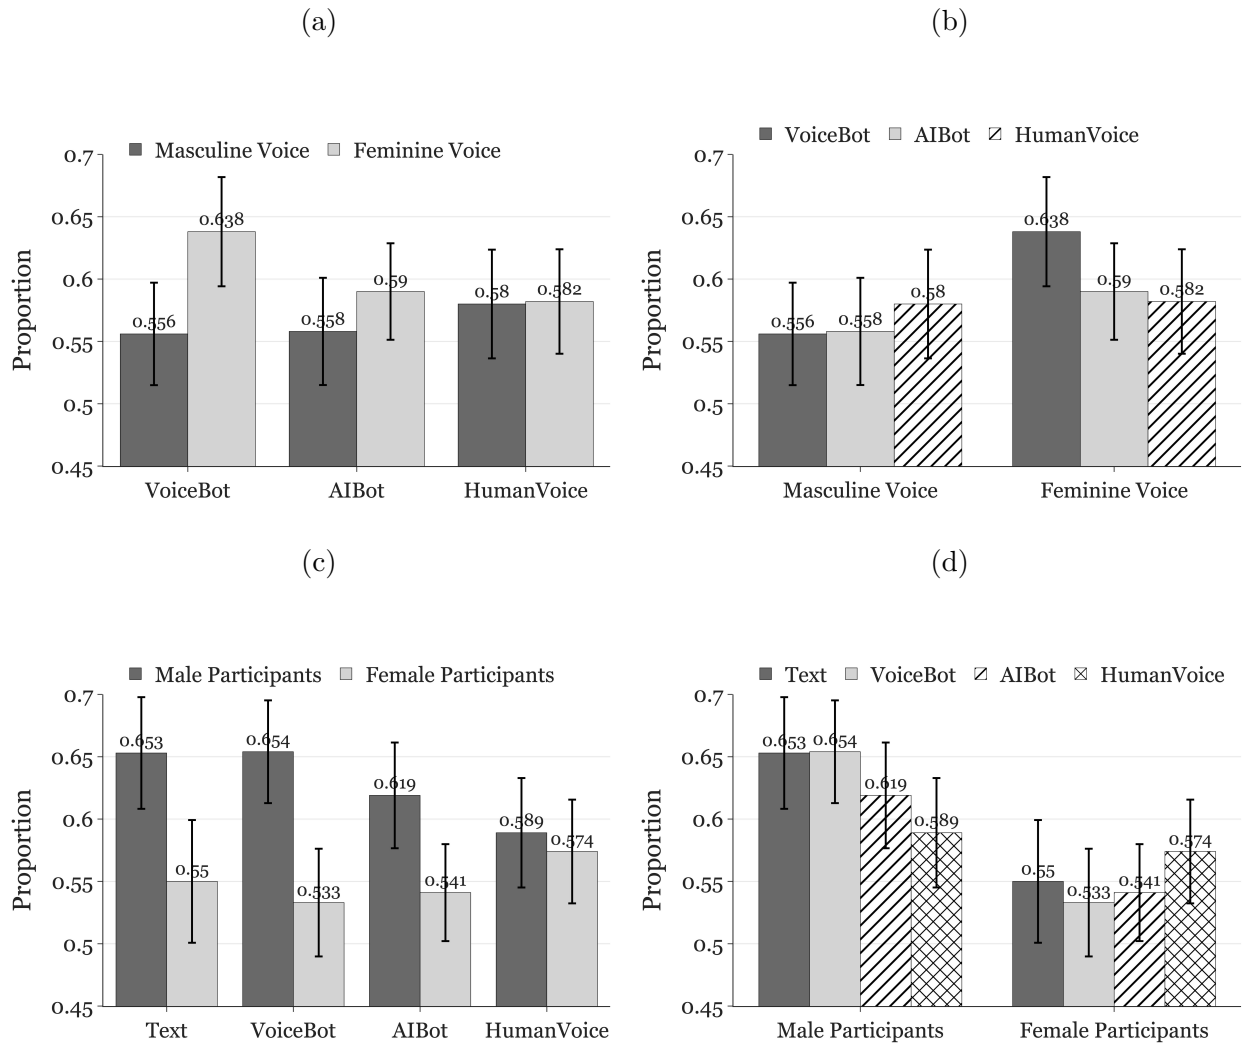 (a)
Masculine Voice Feminine Voice
0.7
0.65
0.6
0.55
0.5
0.45
Proportion
0.556 0.638 0.558 0.59 0.58 0.582
VoiceBot AIBot HumanVoice
(b)
VoiceBot AIBot HumanVoice
0.7
0.65
0.6
0.55
0.5
0.45
Proportion
0.556 0.558 0.58 0.638 0.59 0.582
Masculine Voice Feminine Voice
(c)
Male Participants Female Participants
0.7
0.65
0.6
0.55
0.5
0.45
Proportion
0.653 0.55 0.654 0.533 0.619 0.541 0.589 0.574
Text VoiceBot AIBot HumanVoice
(d)
Text VoiceBot AIBot HumanVoice
0.7
0.65
0.6
0.55
0.5
0.45
Proportion
0.653 0.654 0.619 0.589 0.55 0.533 0.541 0.574
Male Participants Female Participants